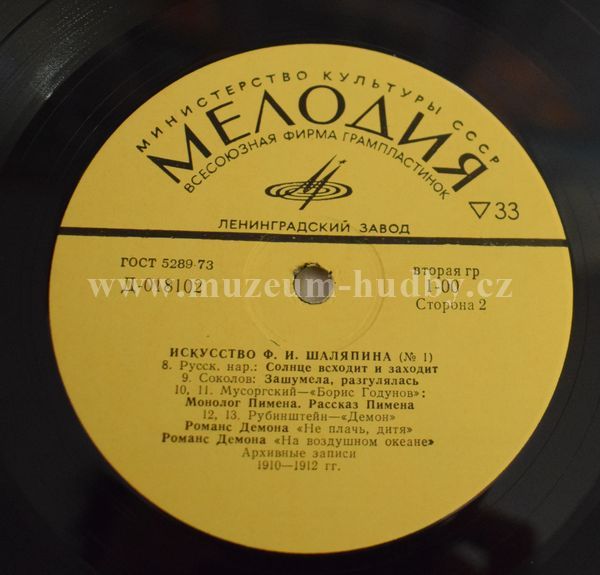 МИНИСТЕРСТВО КУЛЬТУРЫ СССР
МЕЛОДИЯ
ВСЕСОЮЗНАЯ ФИРМА ГРАМПЛАСТИНОК
33
ЛЕНИНГРАДСКИЙ ЗАВОД
ГОСТ 5289-73
вторая гр
Д-018102
1-00
www.muzeum-hudby.cz
Сторона 2
ИСКУССТВО Ф. И. ШАЛЯПИНА (№ 1)
8. Русск. нар.: Солнце всходит и заходит
9. Соколов: Зашумела, разгулялась
10, 11. Мусоргский—«Борис Годунов»:
Монолог Пимена. Рассказ Пимена
12, 13. Рубинштейн—«Демон»
Романс Демона «Не плачь, дитя»
Романс Демона «На воздушном океане»
Архивные записи
1910—1912 гг.